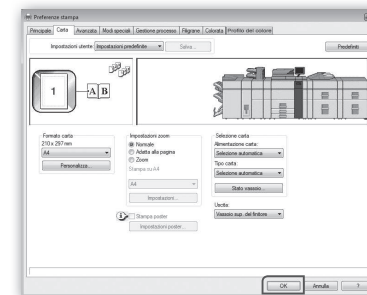 Preferenze stampa
Principale Carta Avanzata Modi speciali Gestione processo Filigrane Colorata Profilo del colore
Impostazioni utente: Impostazioni predefinite Salva... Predefiniti
1 A B
Formato carta
210 x 297 mm
A4
Personalizza...
Impostazioni zoom
Normale
Adatta alla pagina
Zoom
Stampa su A4
A4
Impostazioni...
Stampa poster
Impostazioni poster...
Selezione carta
Alimentazione carta:
Selezione automatica
Tipo carta
Selezione automatica
Stato vassoio...
Uscita:
Vassoio sup. del finitore
OK Annulla ?